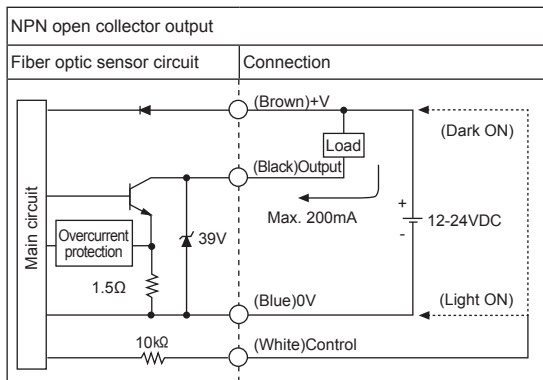 NPN open collector output
Fiber optic sensor circuit
Connection
(Brown)+V
(Dark ON)
Load
(Black)Output
Main circuit
Max. 200mA
+
12-24VDC
-
Overcurrent
protection
39V
1.5Ω
(Blue)0V
(Light ON)
10kΩ
(White)Control